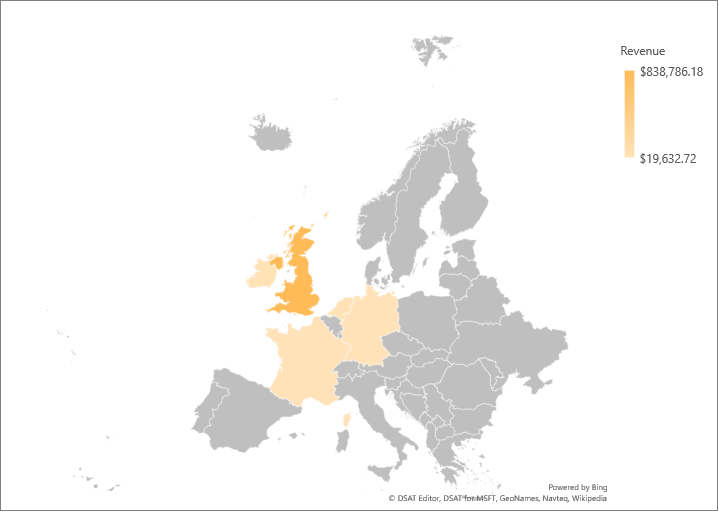 Revenue
$838,786.18
$19,632.72
Powered by Bing
© DSAT Editor, DSAT for MSFT, GeoNames, Navteq, Wikipedia